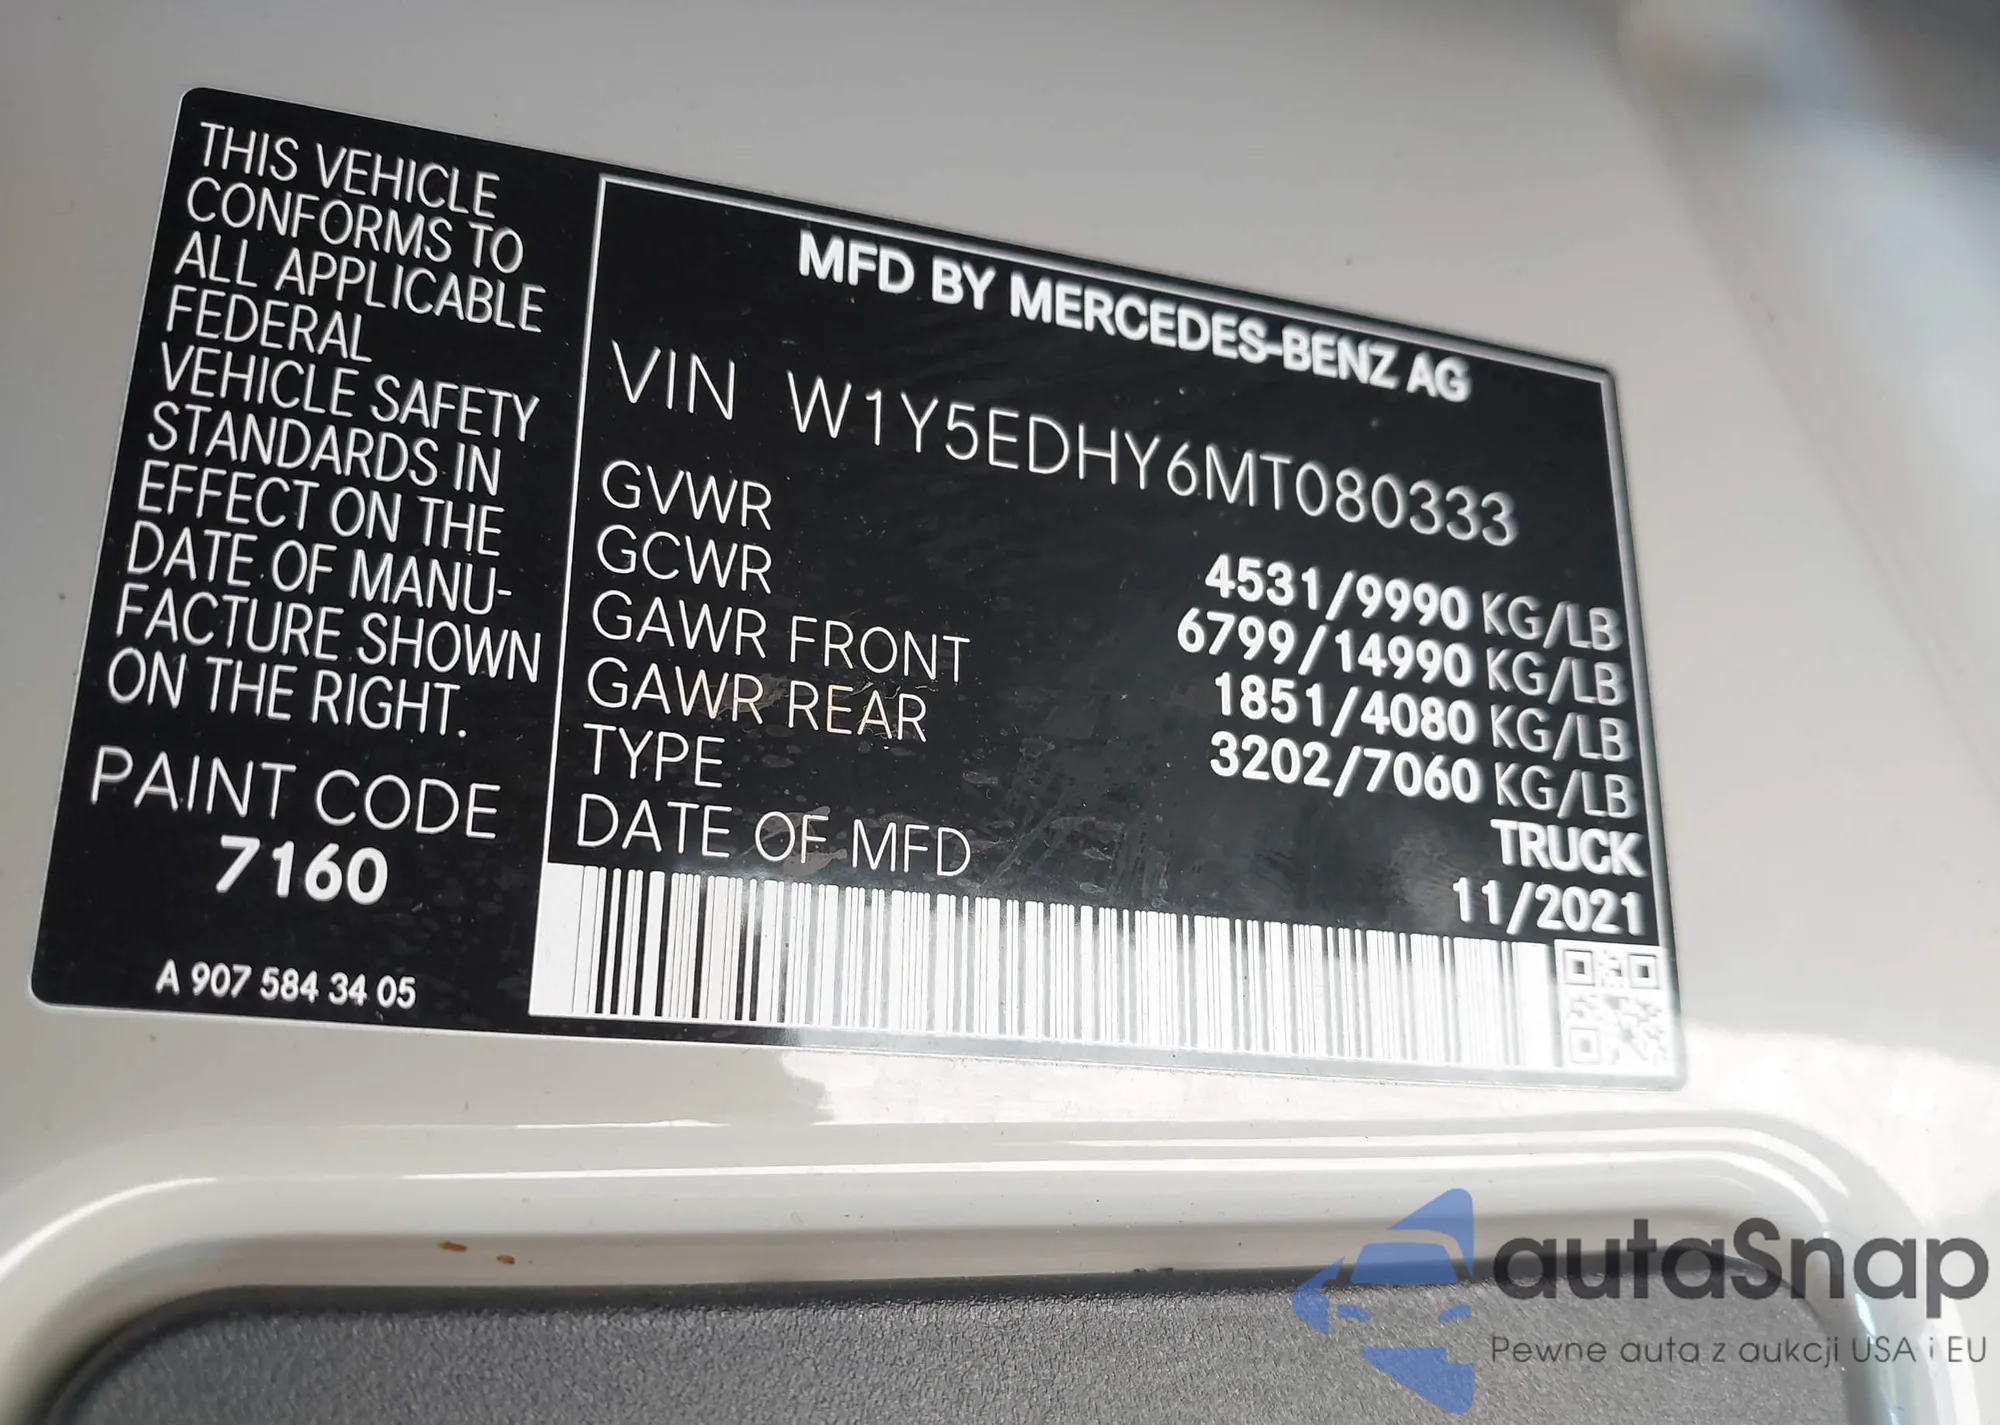 THIS VEHICLE
CONFORMS TO
ALL APPLICABLE
FEDERAL
VEHICLE SAFETY
STANDARDS IN
EFFECT ON THE
DATE OF MANU-
FACTURE SHOWN
ON THE RIGHT.
PAINT CODE
7160
A 907 584 34 05
MFD BY MERCEDES-BENZ AG
VIN W1Y5EDHY6MT080333
GVWR 4531/9990 KG/LB
GCWR 6799/14990 KG/LB
GAWR FRONT 1851/4080 KG/LB
GAWR REAR 3202/7060 KG/LB
TYPE TRUCK
DATE OF MFD 11/2021
autaSnap
Pewne auta z aukcji USA i EU